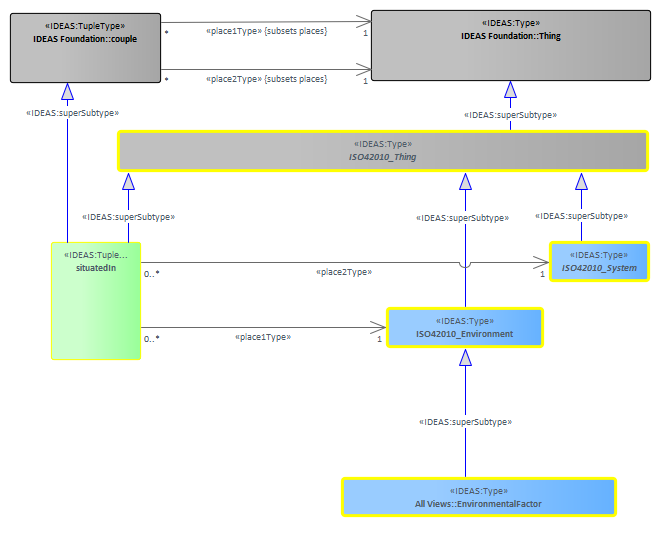 «IDEAS:TupleType»
IDEAS Foundation::couple
«IDEAS:Type»
IDEAS Foundation::Thing
* «place1Type» {subsets places} 1
* «place2Type» {subsets places} 1
«IDEAS:superSubtype»
«IDEAS:superSubtype»
«IDEAS:Type»
ISO42010_Thing
«IDEAS:superSubtype»
«IDEAS:superSubtype»
«IDEAS:superSubtype»
«IDEAS:Tuple...
situatedIn
0..* «place2Type» 1
«IDEAS:Type»
ISO42010_System
0..* «place1Type» 1
«IDEAS:Type»
ISO42010_Environment
«IDEAS:superSubtype»
«IDEAS:Type»
All Views::EnvironmentalFactor